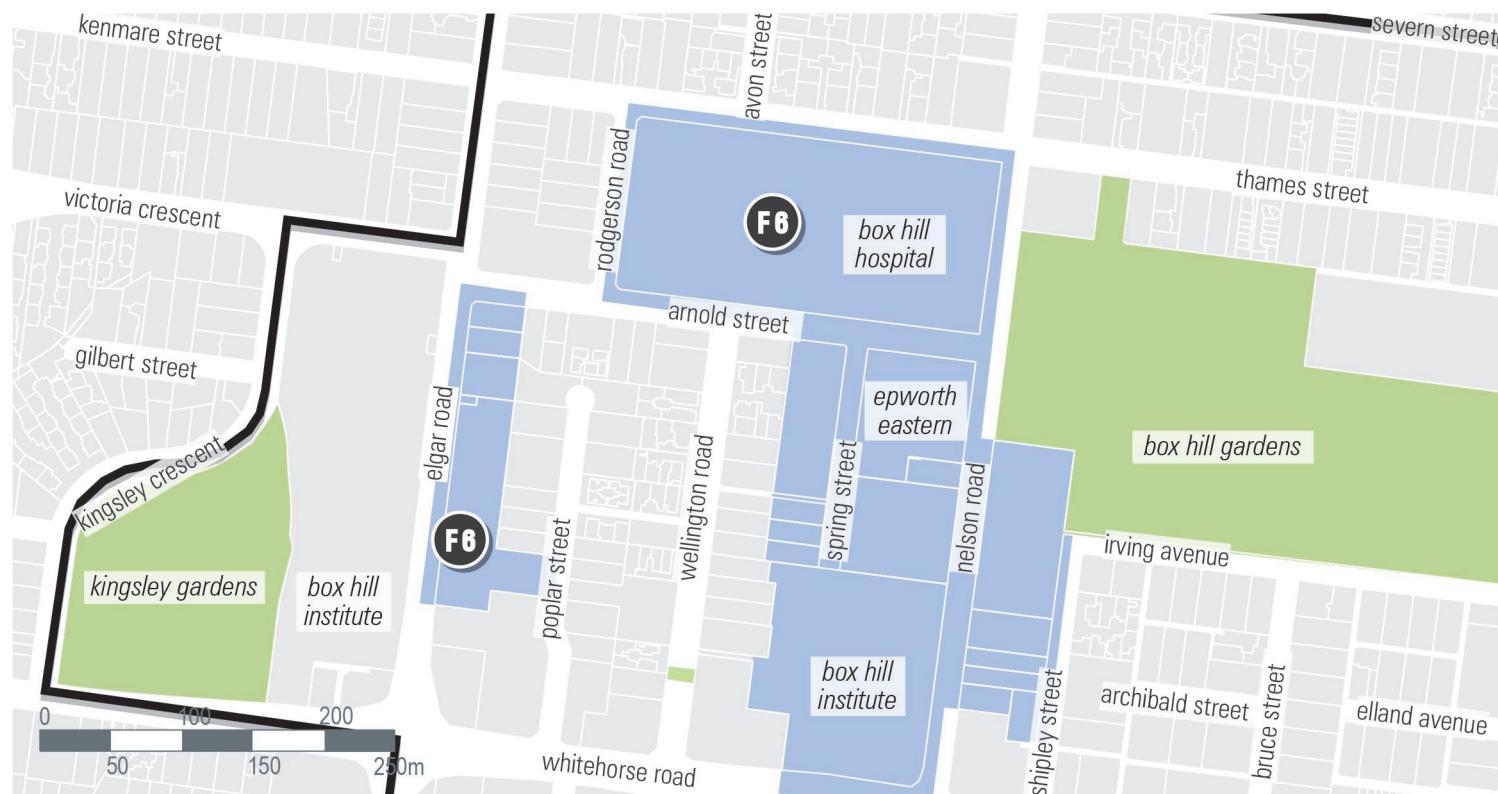 kenmare street
avon street
severn street
victoria crescent
rodgerson road
thames street
F6
box hill
hospital
arnold street
gilbert street
elgar road
epworth
eastern
box hill gardens
kingsley crescent
wellington road
spring street
nelson road
F6
poplar street
irving avenue
kingsley gardens
box hill
institute
box hill
institute
shipley street
archibald street
bruce street
elland avenue
0 100 200
50 150 250m
whitehorse road